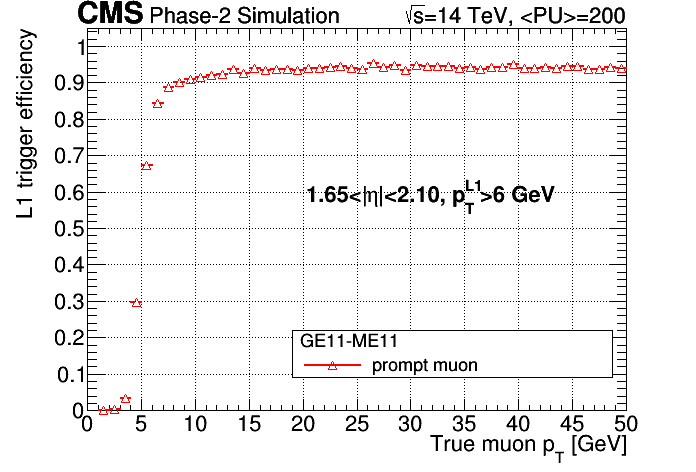 CMS Phase-2 Simulation √s=14 TeV, <PU>=200
L1 trigger efficiency
1
0.9
0.8
0.7
0.6
0.5
0.4
0.3
0.2
0.1
0
1.65<|η|<2.10, p_T^L1>6 GeV
GE11-ME11
prompt muon
0 5 10 15 20 25 30 35 40 45 50
True muon p_T [GeV]